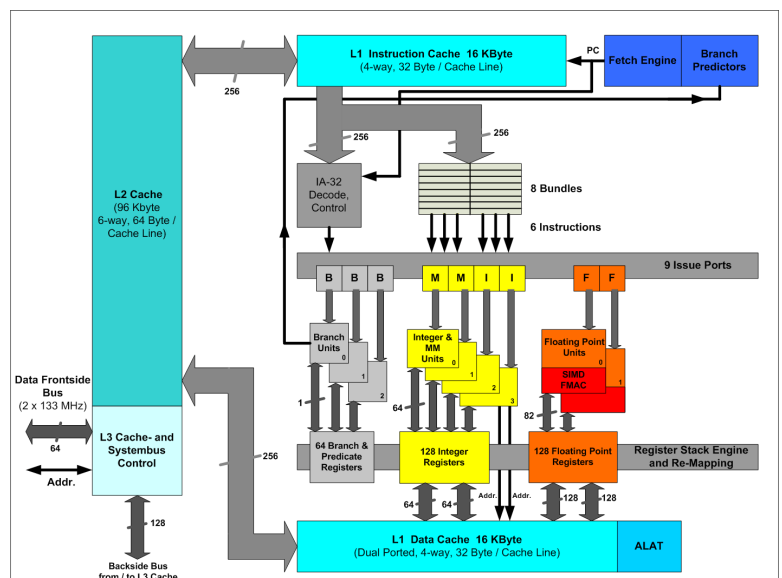 L1 Instruction Cache 16 KByte
(4-way, 32 Byte / Cache Line)
PC
Fetch Engine
Branch
Predictors
256
256
256
IA-32
Decode,
Control
8 Bundles
6 Instructions
L2 Cache
(96 Kbyte
6-way, 64 Byte /
Cache Line)
9 Issue Ports
B B B
M M I I
F F
Branch
Units
0
1
2
Integer &
MM
Units
0
1
2
3
Floating Point
Units
0
SIMD
FMAC
1
Data Frontside
Bus
(2 x 133 MHz)
64
Addr.
L3 Cache- and
Systembus
Control
1
64
82
256
64 Branch &
Predicate
Registers
128 Integer
Registers
128 Floating Point
Registers
Register Stack Engine
and Re-Mapping
64
64
Addr.
Addr.
128
128
128
L1 Data Cache 16 KByte
(Dual Ported, 4-way, 32 Byte / Cache Line)
ALAT
Backside Bus
from / to L3 Cache